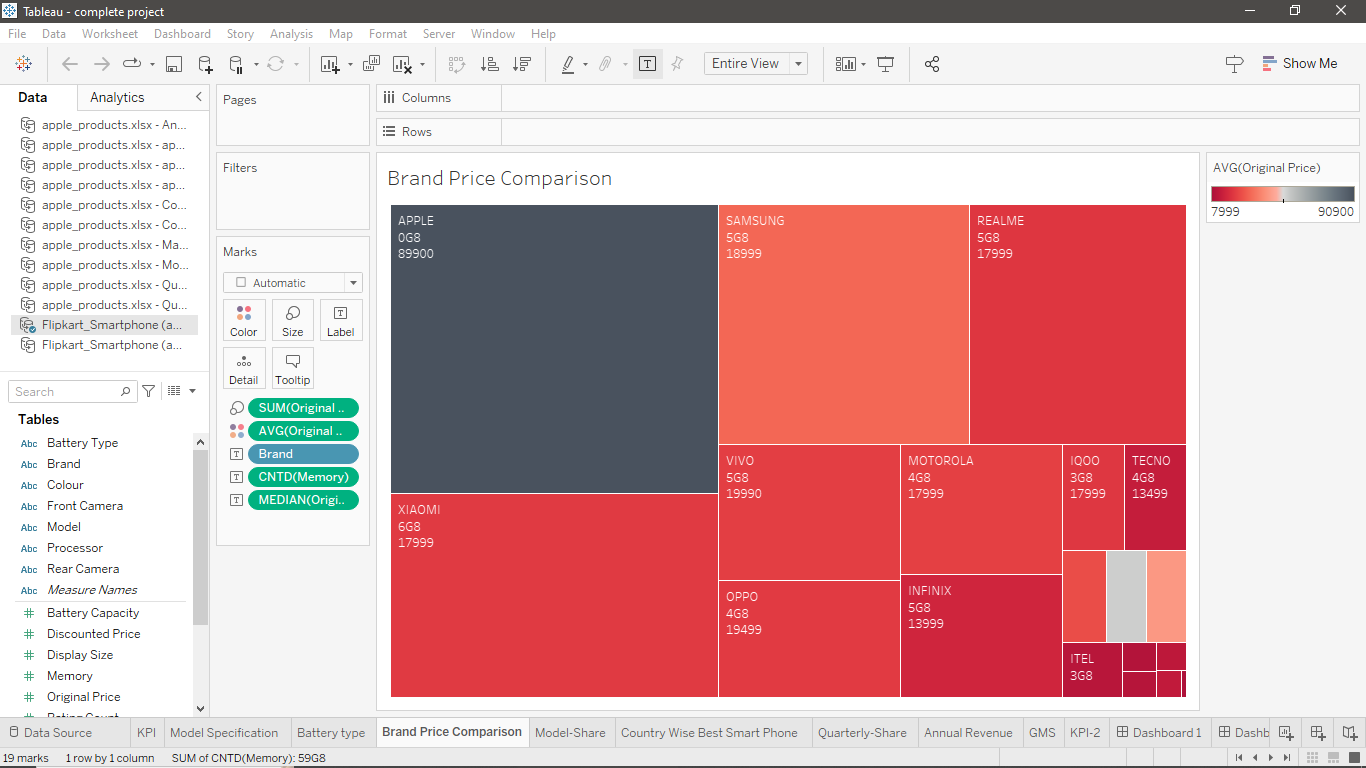 Tableau - complete project
File Data Worksheet Dashboard Story Analysis Map Format Server Window Help
Entire View
Show Me
Data Analytics
apple_products.xlsx - An...
apple_products.xlsx - ap...
apple_products.xlsx - ap...
apple_products.xlsx - ap...
apple_products.xlsx - Co...
apple_products.xlsx - Co...
apple_products.xlsx - Ma...
apple_products.xlsx - Mo...
apple_products.xlsx - Qu...
apple_products.xlsx - Qu...
Flipkart_Smartphone (a...
Flipkart_Smartphone (a...
Search
Tables
Abc Battery Type
Abc Brand
Abc Colour
Abc Front Camera
Abc Model
Abc Processor
Abc Rear Camera
Abc Measure Names
# Battery Capacity
# Discounted Price
# Display Size
# Memory
# Original Price
Rating Count
Pages
Filters
Marks
Automatic
Color Size Label
Detail Tooltip
SUM(Original ..
AVG(Original ..
Brand
CNTD(Memory)
MEDIAN(Origi..
Columns
Rows
Brand Price Comparison
APPLE
0G8
89900
SAMSUNG
5G8
18999
REALME
5G8
17999
XIAOMI
6G8
17999
VIVO
5G8
19990
OPPO
4G8
19499
MOTOROLA
4G8
17999
INFINIX
5G8
13999
IQOO
3G8
17999
TECNO
4G8
13499
ITEL
3G8
AVG(Original Price)
7999 90900
Data Source KPI Model Specification Battery type Brand Price Comparison Model-Share Country Wise Best Smart Phone Quarterly-Share Annual Revenue GMS KPI-2 Dashboard 1 Dashb
19 marks 1 row by 1 column SUM of CNTD(Memory): 59G8